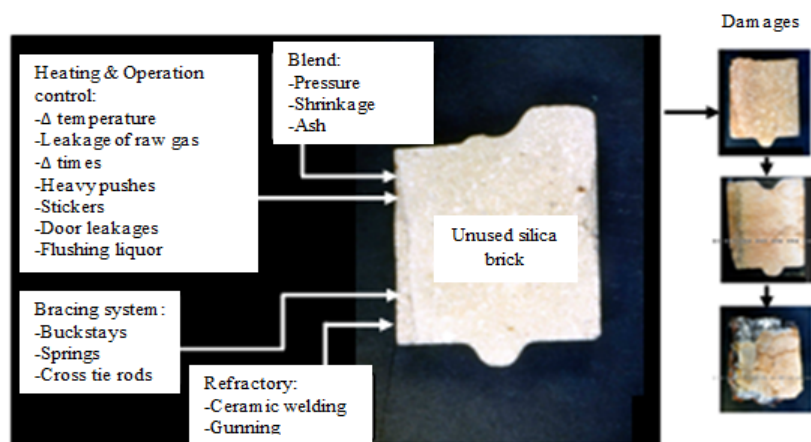 Damages
Blend:
-Pressure
-Shrinkage
-Ash
Heating & Operation
control:
-Δ temperature
-Leakage of raw gas
-Δ times
-Heavy pushes
-Stickers
-Door leakages
-Flushing liquor
Unused silica
brick
Bracing system:
-Buckstays
-Springs
-Cross tie rods
Refractory:
-Ceramic welding
-Gunning